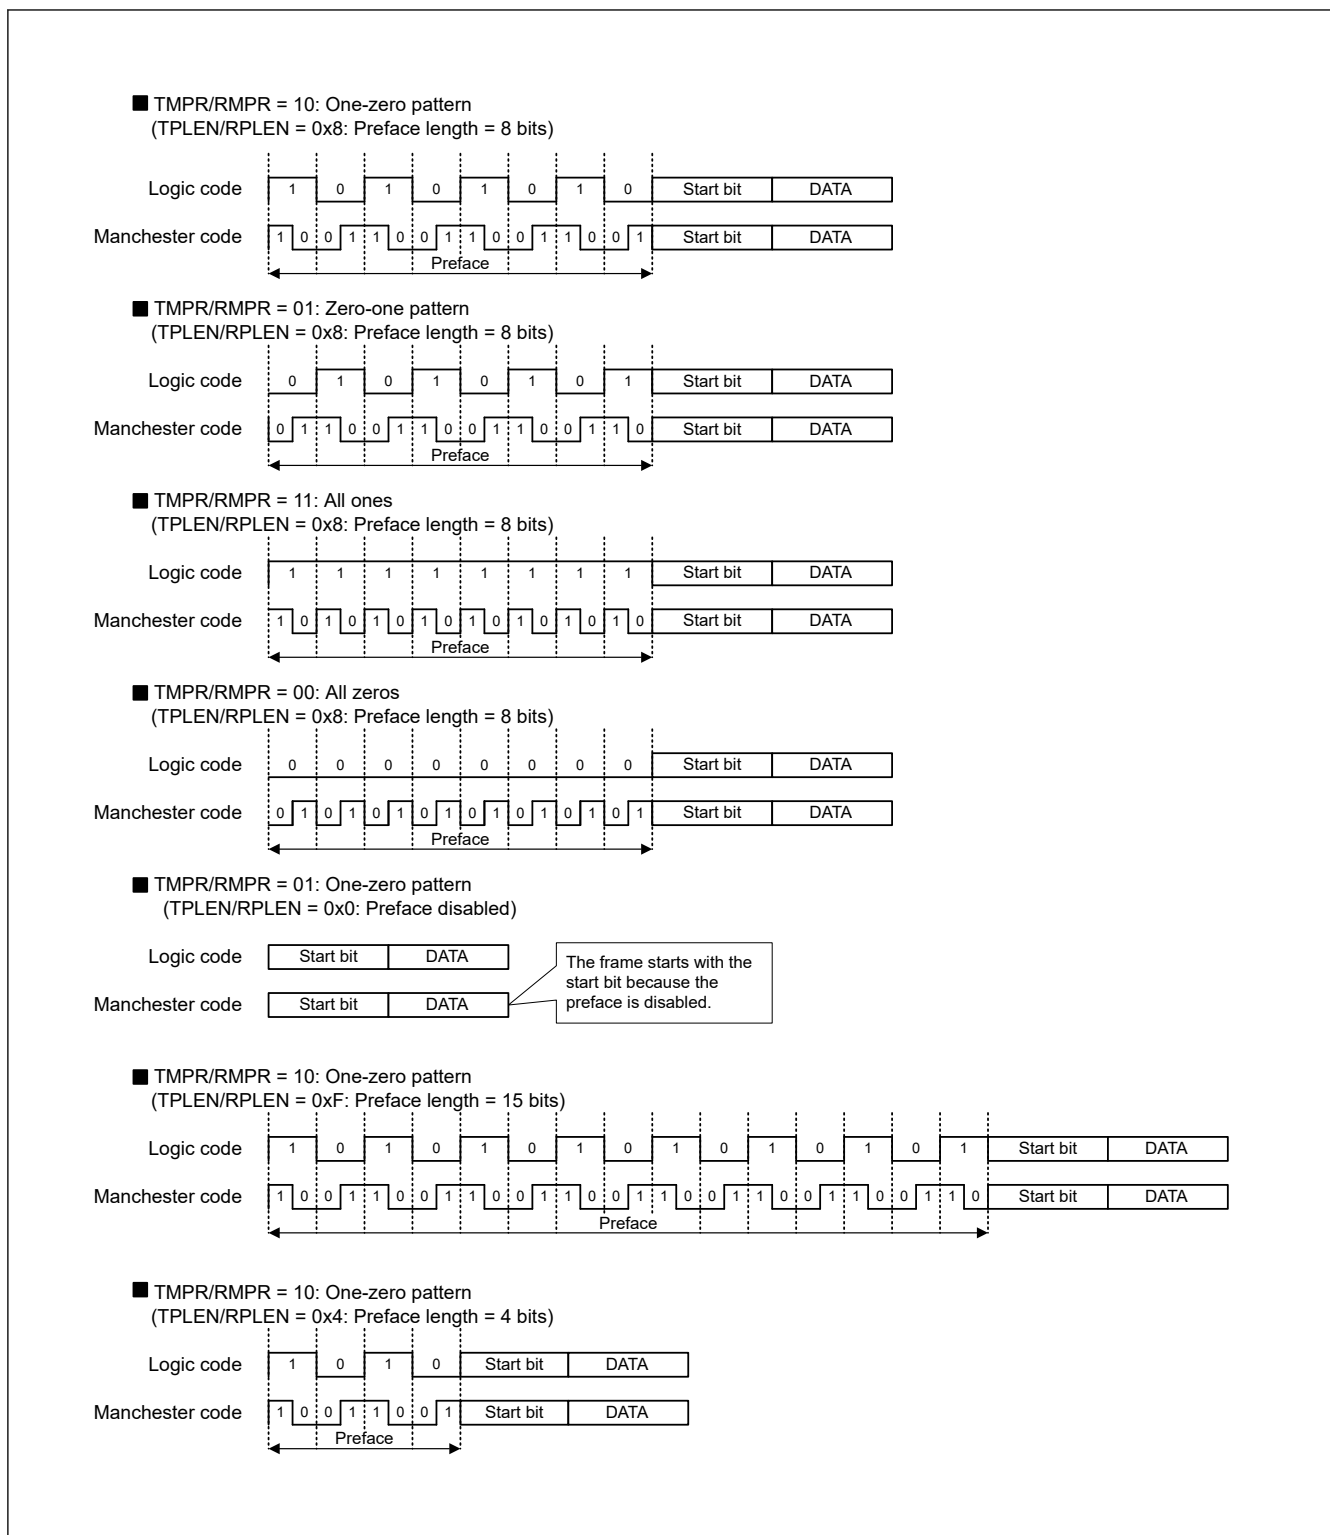 ■ TMPR/RMPR = 10: One-zero pattern
(TPLEN/RPLEN = 0x8: Preface length = 8 bits)
Logic code 1 0 1 0 1 0 1 0 Start bit DATA
Manchester code 1 0 0 1 1 0 0 1 1 0 0 1 1 0 0 1 Start bit DATA
Preface
■ TMPR/RMPR = 01: Zero-one pattern
(TPLEN/RPLEN = 0x8: Preface length = 8 bits)
Logic code 0 1 0 1 0 1 0 1 Start bit DATA
Manchester code 0 1 1 0 0 1 1 0 0 1 1 0 0 1 1 0 Start bit DATA
Preface
■ TMPR/RMPR = 11: All ones
(TPLEN/RPLEN = 0x8: Preface length = 8 bits)
Logic code 1 1 1 1 1 1 1 1 Start bit DATA
Manchester code 1 0 1 0 1 0 1 0 1 0 1 0 1 0 1 0 Start bit DATA
Preface
■ TMPR/RMPR = 00: All zeros
(TPLEN/RPLEN = 0x8: Preface length = 8 bits)
Logic code 0 0 0 0 0 0 0 0 Start bit DATA
Manchester code 0 1 0 1 0 1 0 1 0 1 0 1 0 1 0 1 Start bit DATA
Preface
■ TMPR/RMPR = 01: One-zero pattern
(TPLEN/RPLEN = 0x0: Preface disabled)
Logic code Start bit DATA
Manchester code Start bit DATA
The frame starts with the
start bit because the
preface is disabled.
■ TMPR/RMPR = 10: One-zero pattern
(TPLEN/RPLEN = 0xF: Preface length = 15 bits)
Logic code 1 0 1 0 1 0 1 0 1 0 1 0 1 0 1 Start bit DATA
Manchester code 1 0 0 1 1 0 0 1 1 0 0 1 1 0 0 1 1 0 0 1 1 0 0 1 1 0 0 1 1 0 Start bit DATA
Preface
■ TMPR/RMPR = 10: One-zero pattern
(TPLEN/RPLEN = 0x4: Preface length = 4 bits)
Logic code 1 0 1 0 Start bit DATA
Manchester code 1 0 0 1 1 0 0 1 Start bit DATA
Preface